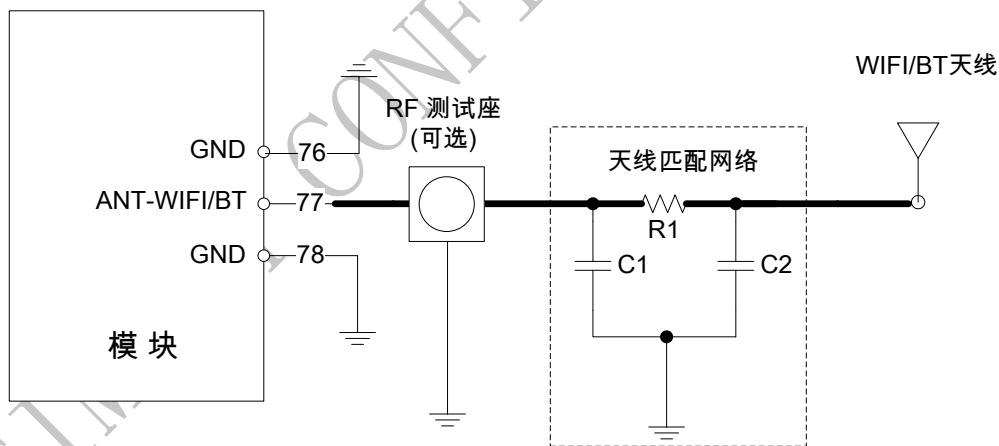 WIFI/BT天线
RF 测试座
(可选)
天线匹配网络
GND
76
ANT-WIFI/BT
77
GND
78
R1
C1
C2
模 块